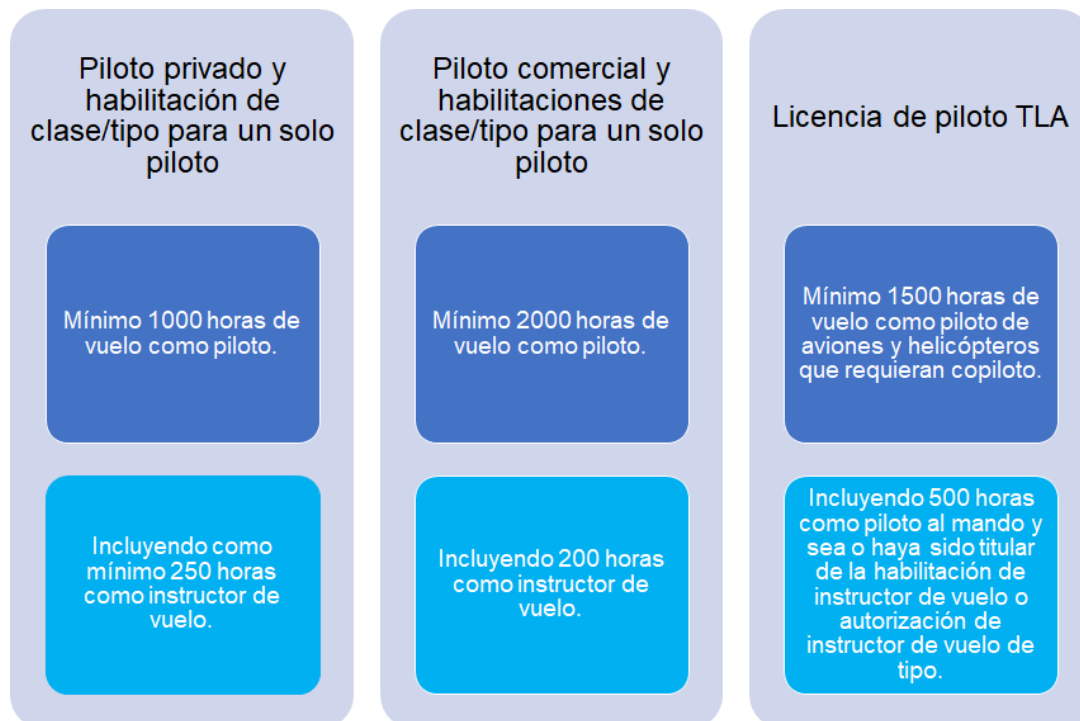 Piloto privado y
habilitación de
clase/tipo para un solo
piloto
Mínimo 1000 horas de
vuelo como piloto.
Incluyendo como
mínimo 250 horas
como instructor de
vuelo.
Piloto comercial y
habilitaciones de
clase/tipo para un solo
piloto
Mínimo 2000 horas de
vuelo como piloto.
Incluyendo 200 horas
como instructor de
vuelo.
Licencia de piloto TLA
Mínimo 1500 horas de
vuelo como piloto de
aviones y helicópteros
que requieran copiloto.
Incluyendo 500 horas
como piloto al mando y
sea o haya sido titular
de la habilitación de
instructor de vuelo o
autorización de
instructor de vuelo de
tipo.